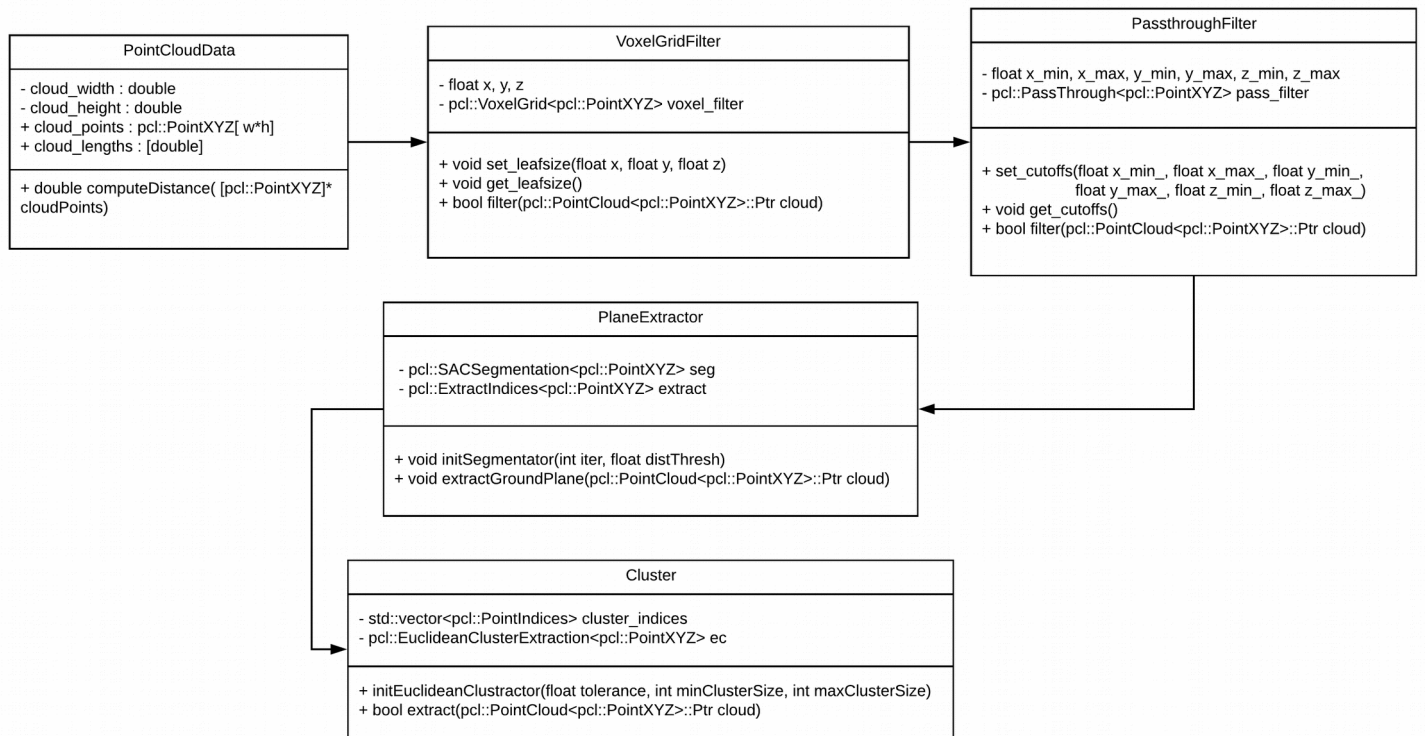 PointCloudData
- cloud_width : double
- cloud_height : double
+ cloud_points : pcl::PointXYZ[ w*h]
+ cloud_lengths : [double]
+ double computeDistance( [pcl::PointXYZ]*
cloudPoints)
VoxelGridFilter
- float x, y, z
- pcl::VoxelGrid<pcl::PointXYZ> voxel_filter
+ void set_leafsize(float x, float y, float z)
+ void get_leafsize()
+ bool filter(pcl::PointCloud<pcl::PointXYZ>::Ptr cloud)
PassthroughFilter
- float x_min, x_max, y_min, y_max, z_min, z_max
- pcl::PassThrough<pcl::PointXYZ> pass_filter
+ set_cutoffs(float x_min_, float x_max_, float y_min_,
float y_max_, float z_min_, float z_max_)
+ void get_cutoffs()
+ bool filter(pcl::PointCloud<pcl::PointXYZ>::Ptr cloud)
PlaneExtractor
- pcl::SACSegmentation<pcl::PointXYZ> seg
- pcl::ExtractIndices<pcl::PointXYZ> extract
+ void initSegmentator(int iter, float distThresh)
+ void extractGroundPlane(pcl::PointCloud<pcl::PointXYZ>::Ptr cloud)
Cluster
- std::vector<pcl::PointIndices> cluster_indices
- pcl::EuclideanClusterExtraction<pcl::PointXYZ> ec
+ initEuclideanClustractor(float tolerance, int minClusterSize, int maxClusterSize)
+ bool extract(pcl::PointCloud<pcl::PointXYZ>::Ptr cloud)